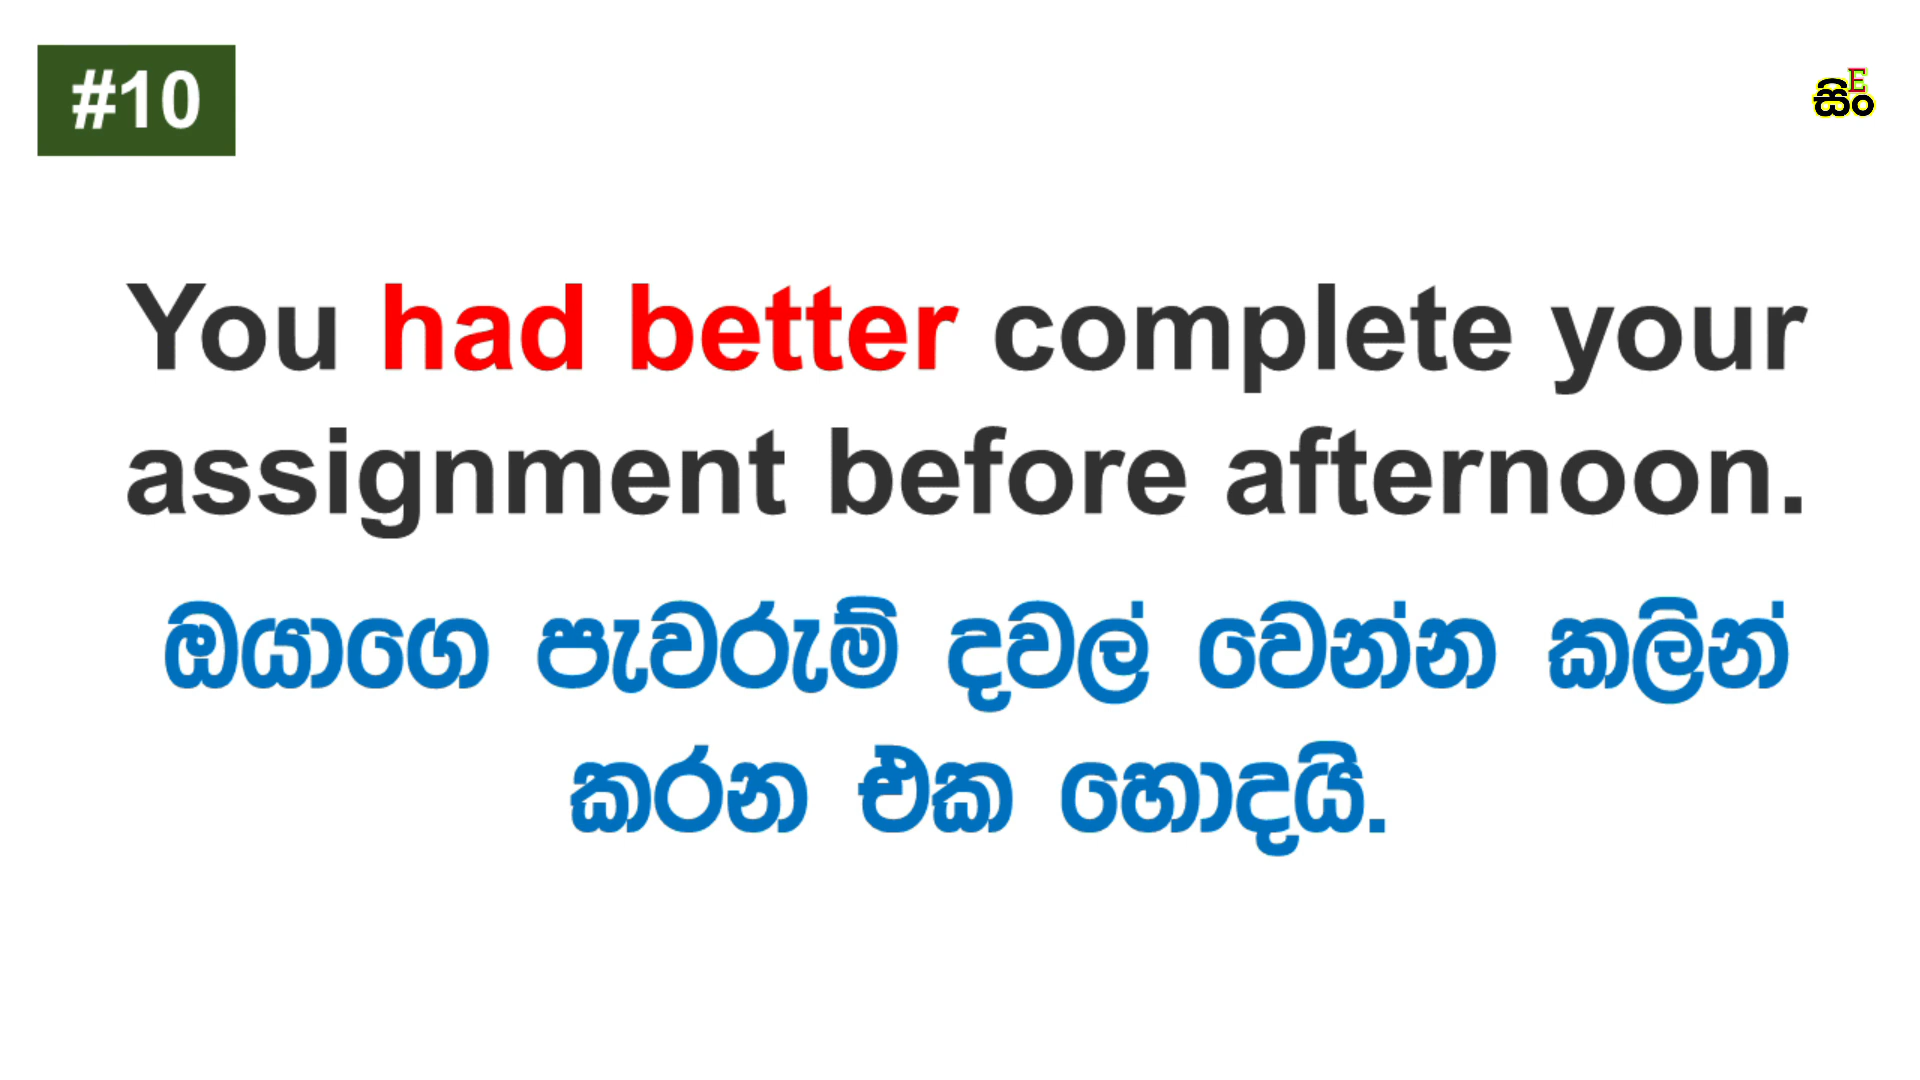 #10
සිං
E
You had better complete your
assignment before afternoon.
ඔයාගෙ පැවරුම් දවල් වෙන්න කලින්
කරන එක හොදයි.